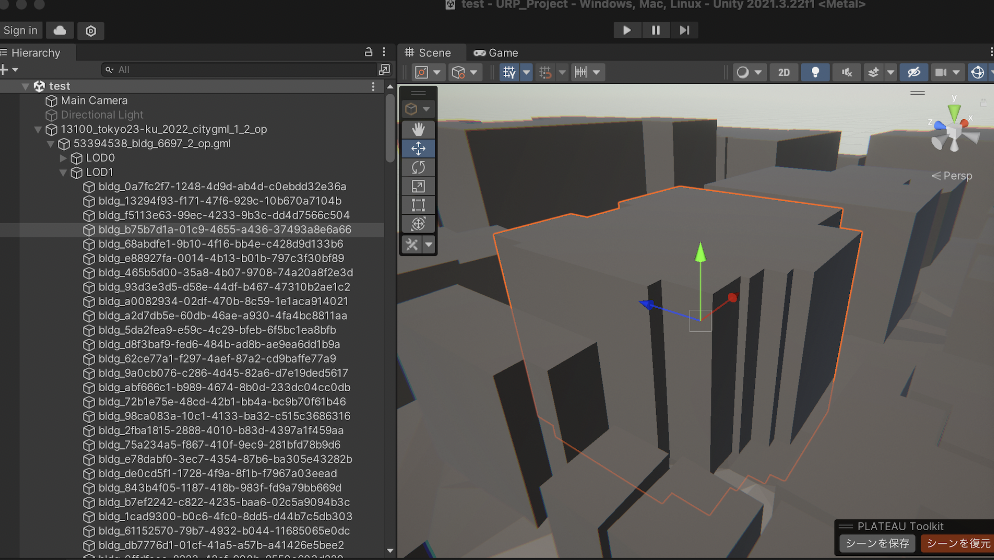 test - URP_Project - Windows, Mac, Linux - Unity 2021.3.22f1 <Metal>
Sign in
Hierarchy
Scene
Game
All
2D
test
Main Camera
Directional Light
13100_tokyo23-ku_2022_citygml_1_2_op
53394538_bldg_6697_2_op.gml
LOD0
LOD1
bldg_0a7fc2f7-1248-4d9d-ab4d-c0ebdd32e36a
bldg_13294f93-f171-47f6-929c-10b670a7104b
bldg_f5113e63-99ec-4233-9b3c-dd4d7566c504
bldg_b75b7d1a-01c9-4655-a436-37493a8e6a66
bldg_68abdfe1-9b10-4f16-bb4e-c428d9d133b6
bldg_e88927fa-0014-4b13-b01b-797c3f30bf89
bldg_465b5d00-35a8-4b07-9708-74a20a8f2e3d
bldg_93d3e3d5-d58e-44df-b467-47310b2ae1c2
bldg_a0082934-02df-470b-8c59-1e1aca914021
bldg_a2d7db5e-60db-46ae-a930-4fa4bc8811aa
bldg_5da2fea9-e59c-4c29-bfeb-6f5bc1ea8bfb
bldg_d8f3baf9-fed6-484b-ad8b-ae9ea6dd1b9a
bldg_62ce77a1-f297-4aef-87a2-cd9baffe77a9
bldg_9a0cb076-c286-4d45-82a6-d7e19ded5617
bldg_abf666c1-b989-4674-8b0d-233dc04cc0db
bldg_72b1e75e-48cd-42b1-bb4a-bc9b70f61b46
bldg_98ca083a-10c1-4133-ba32-c515c3686316
bldg_2fba1815-2888-4010-b83d-4397a1f459aa
bldg_75a234a5-f867-410f-9ec9-281bfd78b9d6
bldg_e78dabf0-3ec7-4354-87b6-ba305e43282b
bldg_de0cd5f1-1728-4f9a-8f1b-f7967a03eead
bldg_843b4f05-1187-418b-983f-fd9a79bb669d
bldg_b7ef2242-c822-4235-baa6-02c5a9094b3c
bldg_1cad9300-b0c6-4fc0-8dd5-d44b7c5db303
bldg_61152570-79b7-4932-b044-11685065e0dc
bldg_db7776d1-01cf-41a5-a57b-a41426e5bee2
y
z
x
Persp
PLATEAU Toolkit
シーンを保存
シーンを復元